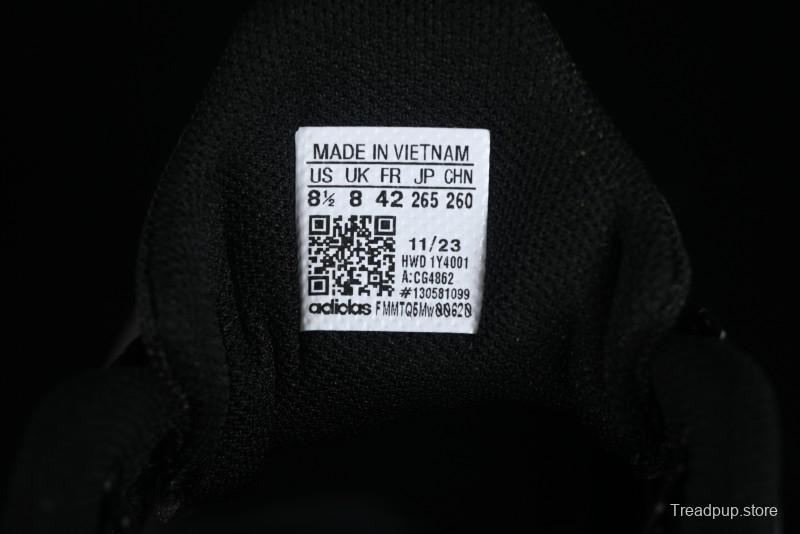 MADE IN VIETNAM
US UK FR JP CHN
8½ 8 42 265 260
11/23
HWD 1Y4001
A:CG4862
#130581099
adidas FMMTQ6Mw00620
Treadpup.store